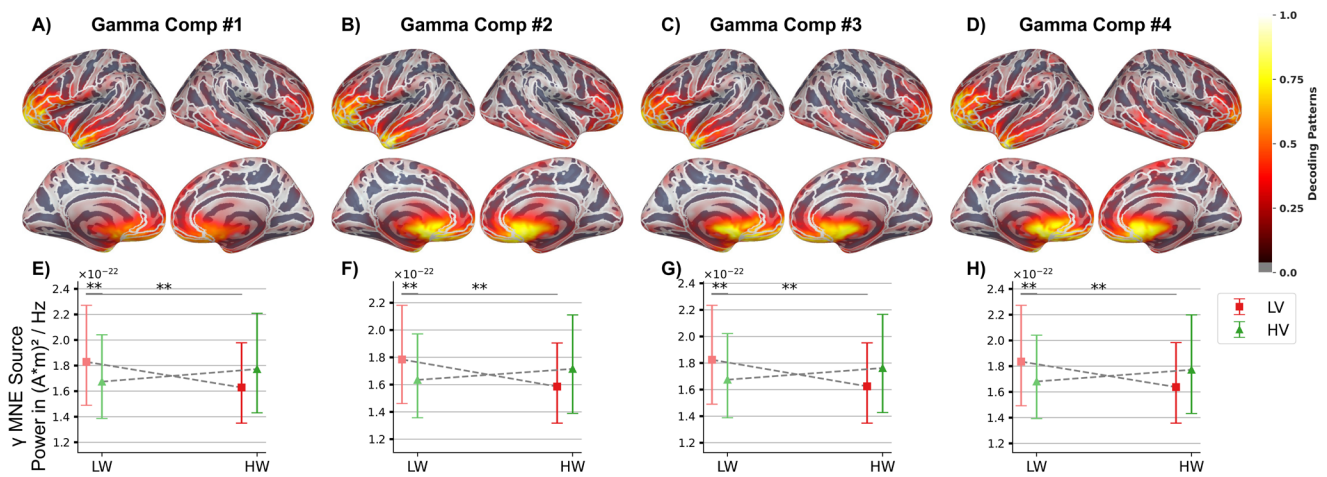 A) Gamma Comp #1
B) Gamma Comp #2
C) Gamma Comp #3
D) Gamma Comp #4
1.0
0.75
0.50
0.25
0.0
Decoding Patterns
E)
×10⁻²²
** **
2.4
2.2
2.0
1.8
1.6
1.4
1.2
LW HW
γ MNE Source
Power in (A*m)² / Hz
F)
×10⁻²²
** **
2.2
2.0
1.8
1.6
1.4
1.2
LW HW
G)
×10⁻²²
** **
2.2
2.0
1.8
1.6
1.4
1.2
LW HW
H)
×10⁻²²
** **
2.4
2.2
2.0
1.8
1.6
1.4
1.2
LW HW
LV
HV